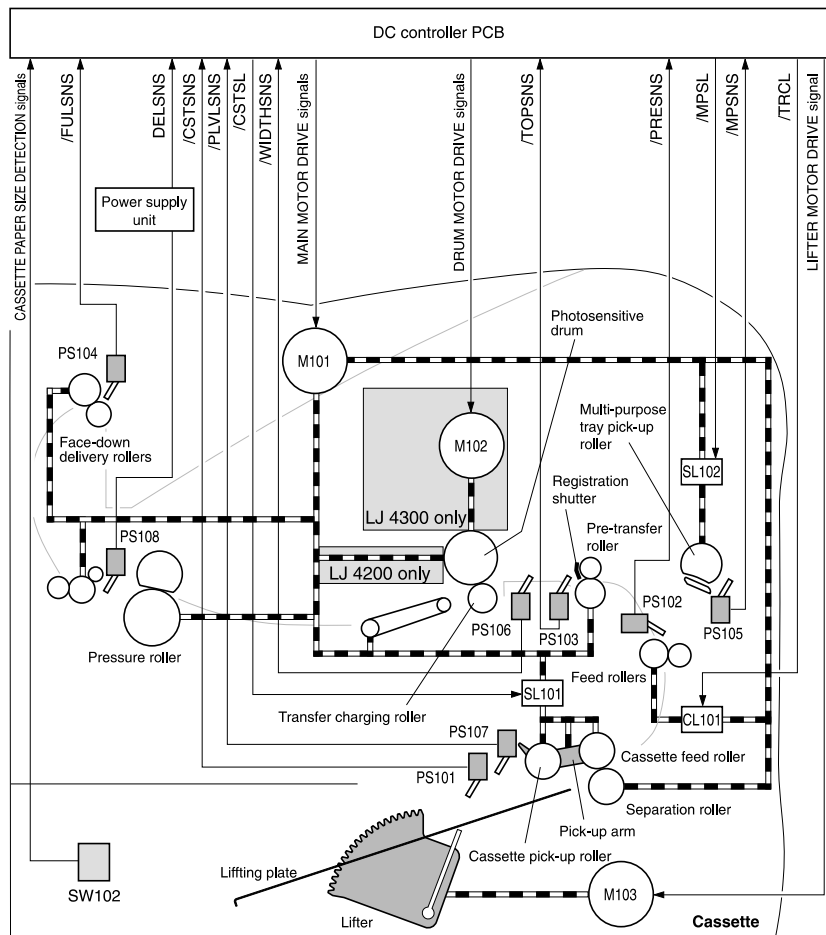 DC controller PCB
CASSETTE PAPER SIZE DETECTION signals
/FULSNS
DELSNS
/CSTSNS
/PLVLSNS
/CSTSL
/WIDTHSNS
MAIN MOTOR DRIVE signals
DRUM MOTOR DRIVE signals
/TOPSNS
/PRESNS
/MPSL
/MPSNS
/TRCL
LIFTER MOTOR DRIVE signals
Power supply
unit
Photosensitive
drum
PS104
M101
Multi-purpose
tray pick-up
roller
M102
Face-down
delivery rollers
SL102
Registration
shutter
LJ 4300 only
Pre-transfer
roller
PS108
LJ 4200 only
PS102
PS106
PS103
PS105
Pressure roller
Feed rollers
SL101
Transfer charging roller
CL101
PS107
Cassette feed roller
PS101
Separation roller
Pick-up arm
Cassette pick-up roller
Liffting plate
SW102
Lifter
M103
Cassette